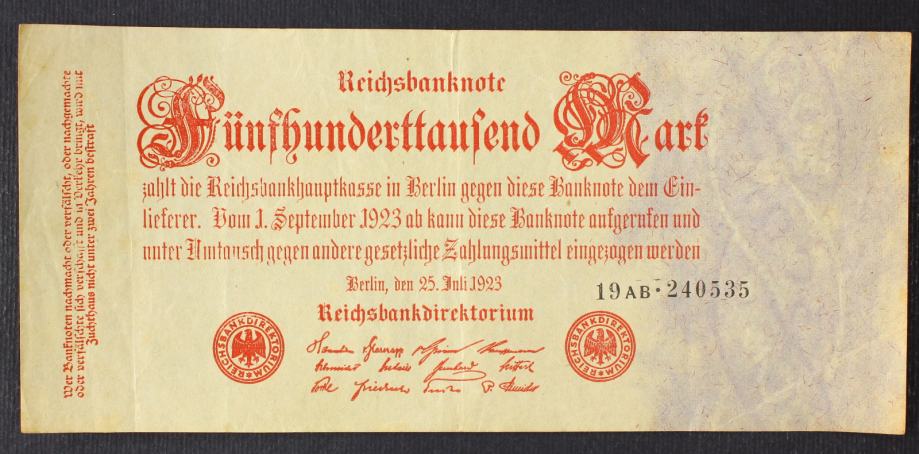 Reichsbanknote
Fünfhunderttausend Mark
zahlt die Reichsbankhauptkasse in Berlin gegen diese Banknote dem Ein-
lieferer. Vom 1. September 1923 ab kann diese Banknote aufgerufen und
unter Umtausch gegen andere gesetzliche Zahlungsmittel eingezogen werden
Berlin, den 25. Juli 1923
19AB·240535
Reichsbankdirektorium
REICHSBANKDIREKTORIUM
REICHSBANKDIREKTORIUM
Wer Banknoten nachmacht oder verfälscht, oder nachgemachte
oder verfälschte sich verschafft und in Verkehr bringt, wird mit
Zuchthaus nicht unter zwei Jahren bestraft